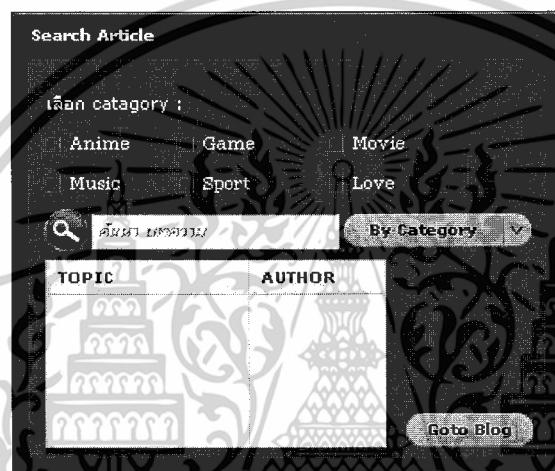 Search Article
เลือก catagory :
Anime Game Movie
Music Sport Love
ค้นหา บทความ By Category
TOPIC AUTHOR
Goto Blog